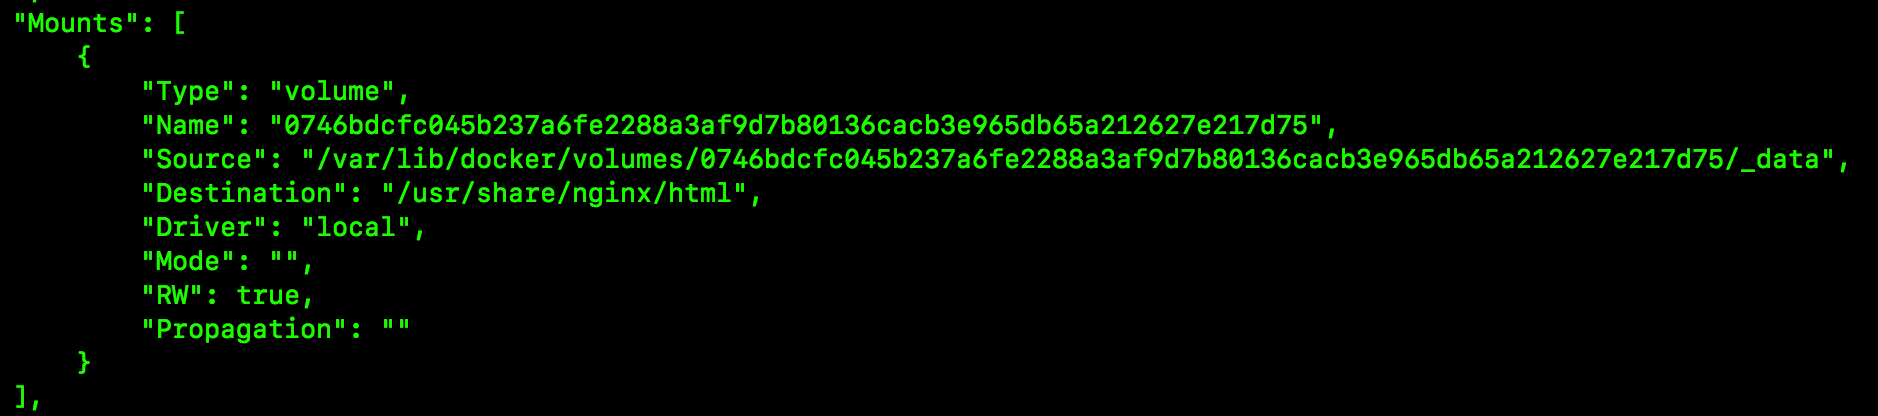 "Mounts": [
{
"Type": "volume",
"Name": "0746bdcfc045b237a6fe2288a3af9d7b80136cacb3e965db65a212627e217d75",
"Source": "/var/lib/docker/volumes/0746bdcfc045b237a6fe2288a3af9d7b80136cacb3e965db65a212627e217d75/_data",
"Destination": "/usr/share/nginx/html",
"Driver": "local",
"Mode": "",
"RW": true,
"Propagation": ""
}
],